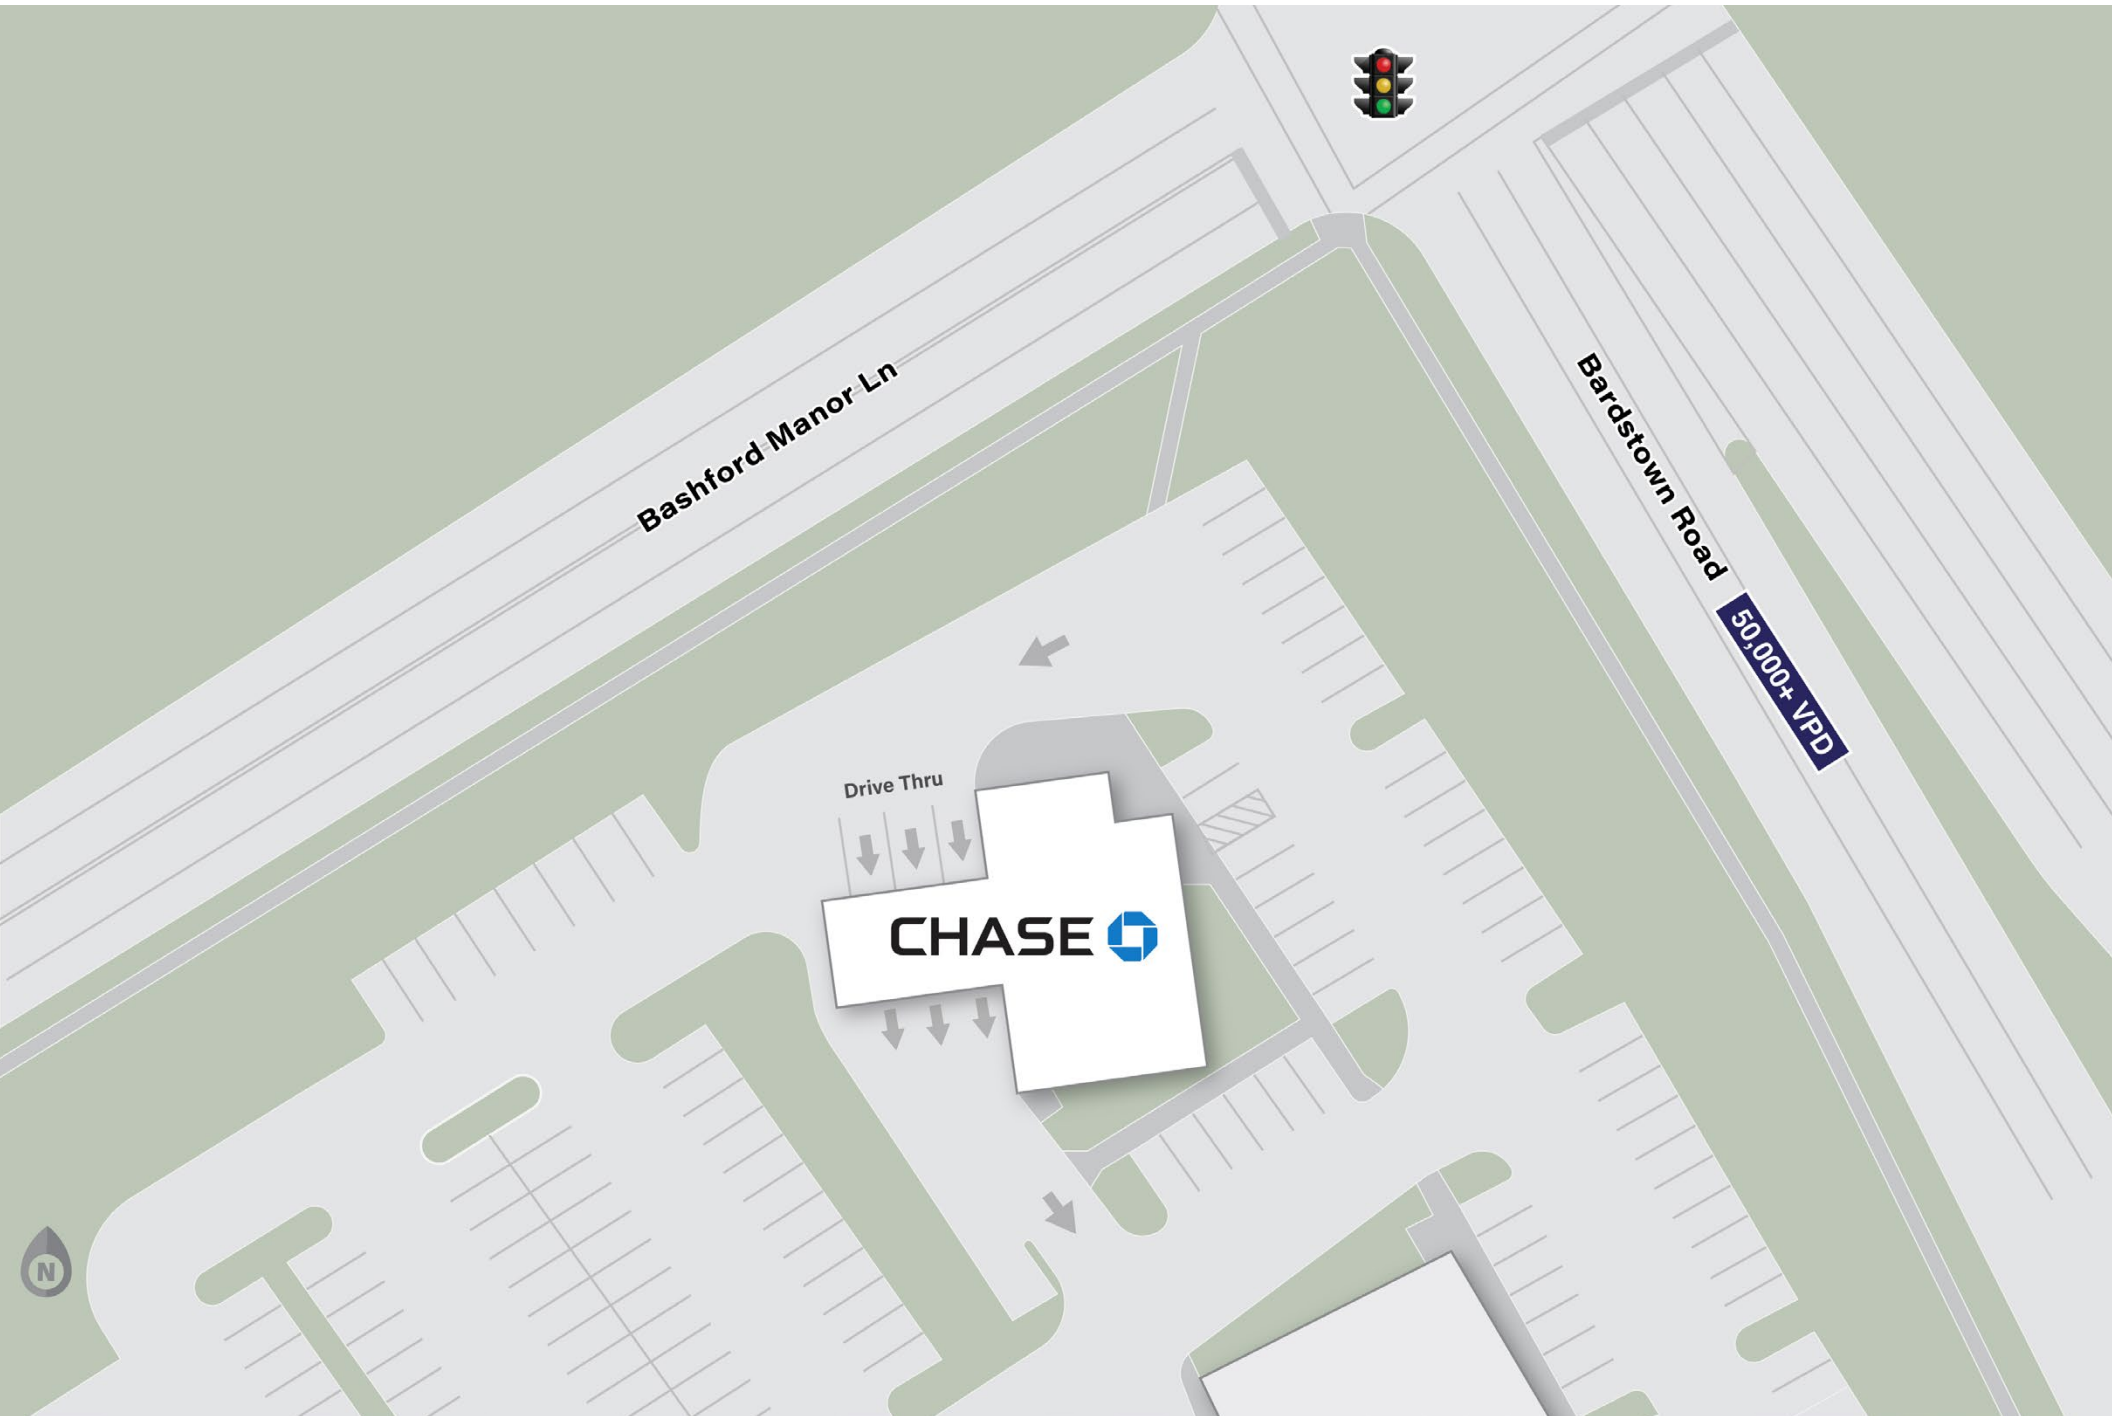 Bashford Manor Ln
Bardstown Road
50,000+ VPD
Drive Thru
CHASE
N